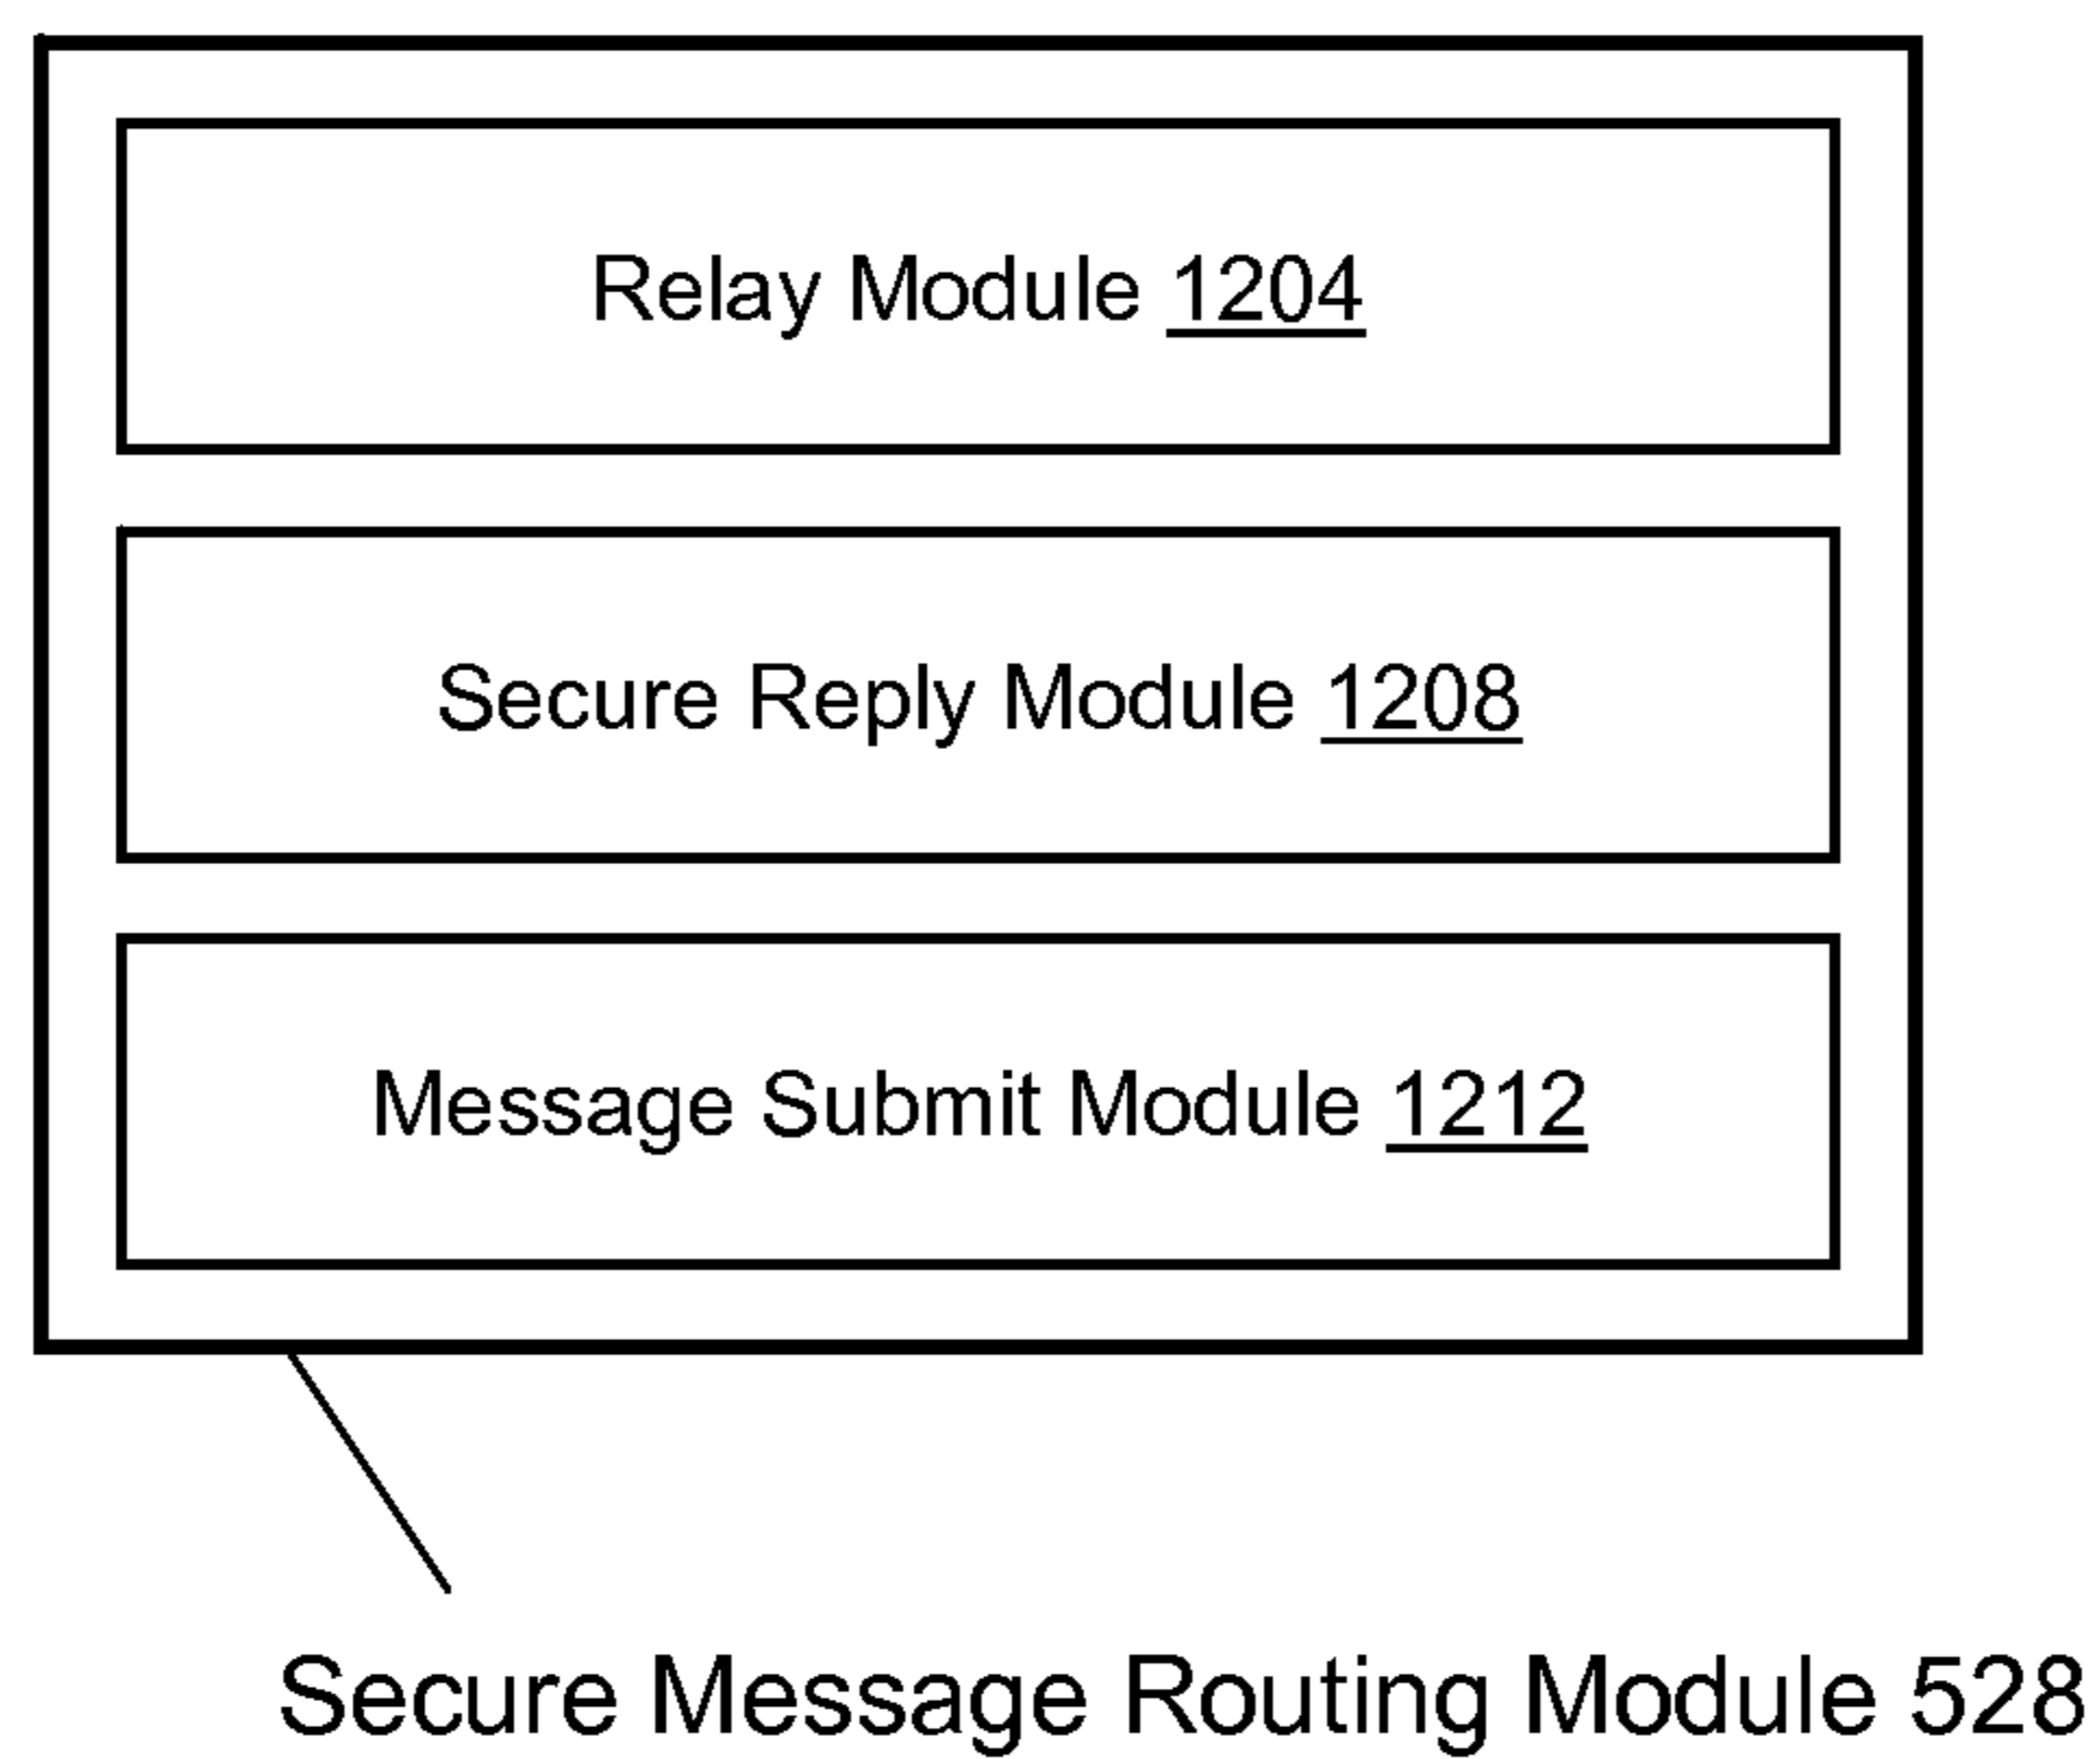 Relay Module 1204
Secure Reply Module 1208
Message Submit Module 1212
Secure Message Routing Module 528